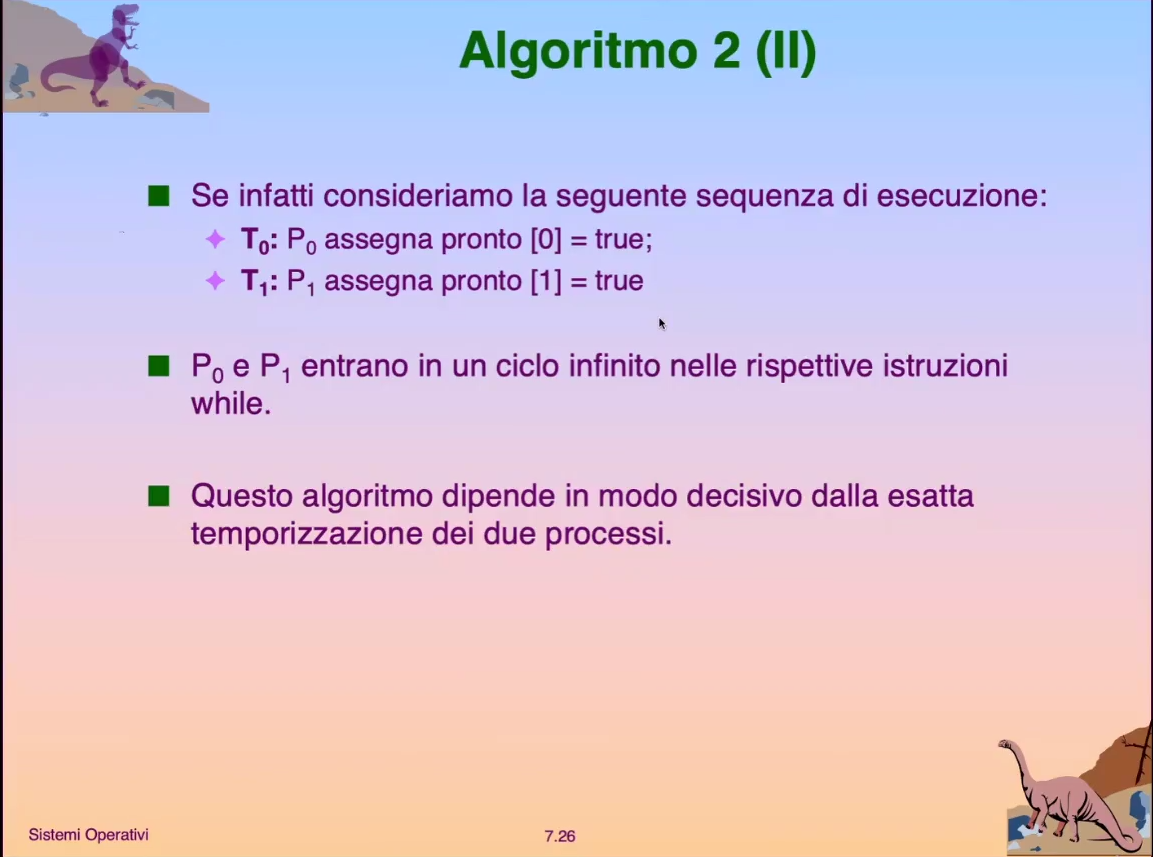 Algoritmo 2 (II)
Se infatti consideriamo la seguente sequenza di esecuzione:
T0: P0 assegna pronto [0] = true;
T1: P1 assegna pronto [1] = true
P0 e P1 entrano in un ciclo infinito nelle rispettive istruzioni
while.
Questo algoritmo dipende in modo decisivo dalla esatta
temporizzazione dei due processi.
Sistemi Operativi
7.26